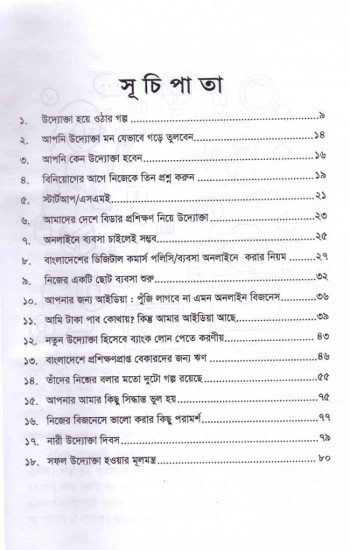 সূচিপাতা
১. উদ্যোক্তা হয়ে ওঠার গল্প ........ ৯
২. আপনি উদ্যোক্তা মন যেভাবে গড়ে তুলবেন ........ ১৪
৩. আপনি কেন উদ্যোক্তা হবেন ........ ১৬
৪. বিনিয়োগের আগে নিজেকে তিন প্রশ্ন করুন ........ ১৯
৫. স্টার্টআপ/এসএমই ........ ২১
৬. আমাদের দেশে বিডার প্রশিক্ষণ নিয়ে উদ্যোক্তা ........ ২৩
৭. অনলাইনে ব্যবসা চাইলেই সম্ভব ........ ২৫
৮. বাংলাদেশের ডিজিটাল কমার্স পলিসি/ব্যবসা অনলাইনে করার নিয়ম ........ ২৭
৯. নিজের একটি ছোট ব্যবসা শুরু ........ ৩২
১০. আপনার জন্য আইডিয়া : পুঁজি লাগবে না এমন অনলাইন বিজনেস ........ ৩৬
১১. আমি টাকা পাব কোথায়? কিন্তু আমার আইডিয়া আছে ........ ৩৯
১২. নতুন উদ্যোক্তা হিসেবে ব্যাংক লোন পেতে করণীয় ........ ৪৩
১৩. বাংলাদেশে প্রশিক্ষণপ্রাপ্ত বেকারদের জন্য ঋণ ........ ৪৬
১৪. তাঁদের নিজের বলার মতো দুটো গল্প রয়েছে ........ ৫৫
১৫. আপনার আমার কিছু সিদ্ধান্ত ভুল হয় ........ ৭৫
১৬. নিজের বিজনেসে ভালো করার কিছু পরামর্শ ........ ৭৭
১৭. নারী উদ্যোক্তা দিবস ........ ৭৯
১৮. সফল উদ্যোক্তা হওয়ার মূলমন্ত্র ........ ৮০